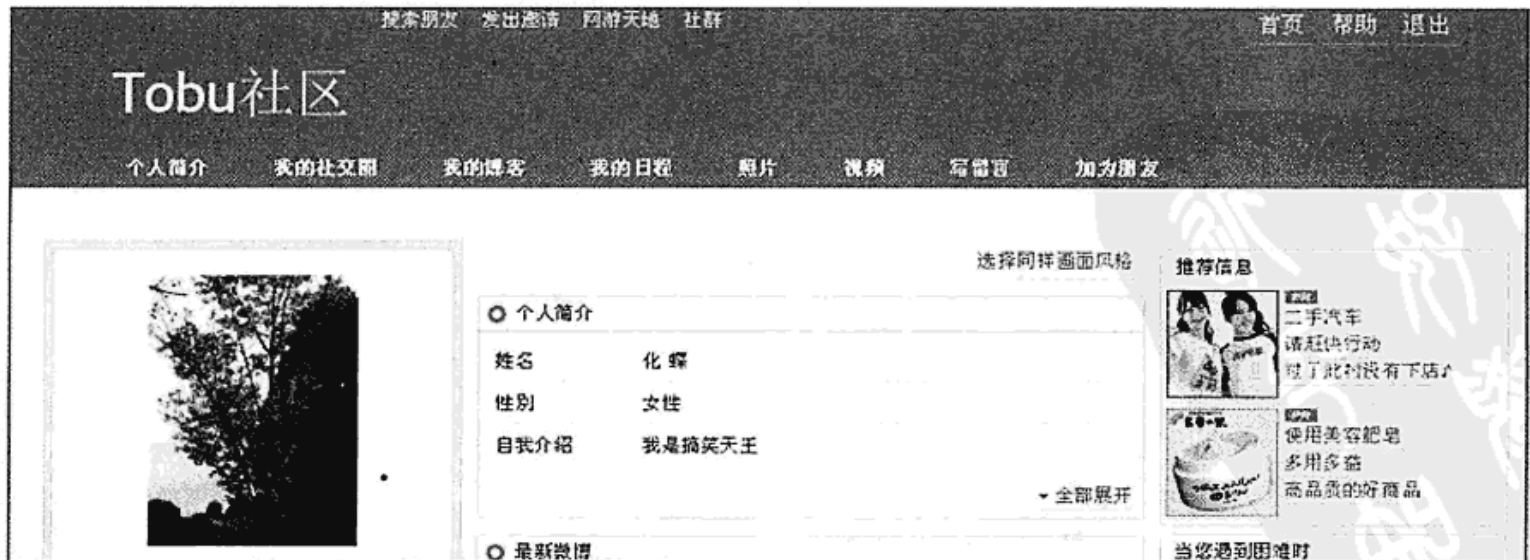 搜索朋友 发出邀请 网游天地 社群
首页 帮助 退出
Tobu社区
个人简介 我的社交圈 我的博客 我的日程 照片 视频 写留言 加为朋友
选择同样画面风格
推荐信息
个人简介
姓名 化 蝶
性别 女性
自我介绍 我是搞笑天王
全部展开
二手汽车
请赶快行动
过了此村没有下店
使用美容肥皂
多用多益
高品质的好商品
最新微博
当您遇到困难时